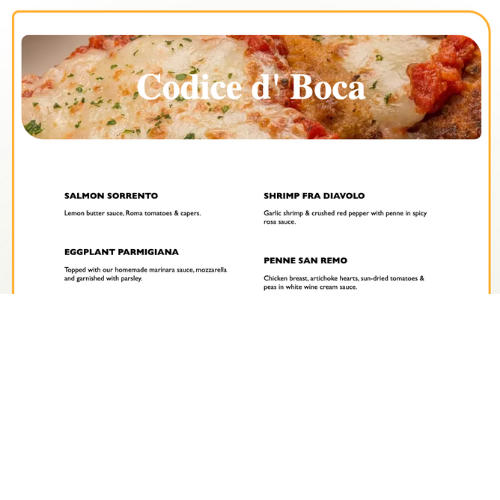 Codice d' Boca
SALMON SORRENTO
Lemon butter sauce, Roma tomatoes & capers.
EGGPLANT PARMIGIANA
Topped with our homemade marinara sauce, mozzarella
and garnished with parsley.
SHRIMP FRA DIAVOLO
Garlic shrimp & crushed red pepper with penne in spicy
rosa sauce.
PENNE SAN REMO
Chicken breast, artichoke hearts, sun-dried tomatoes &
peas in white wine cream sauce.